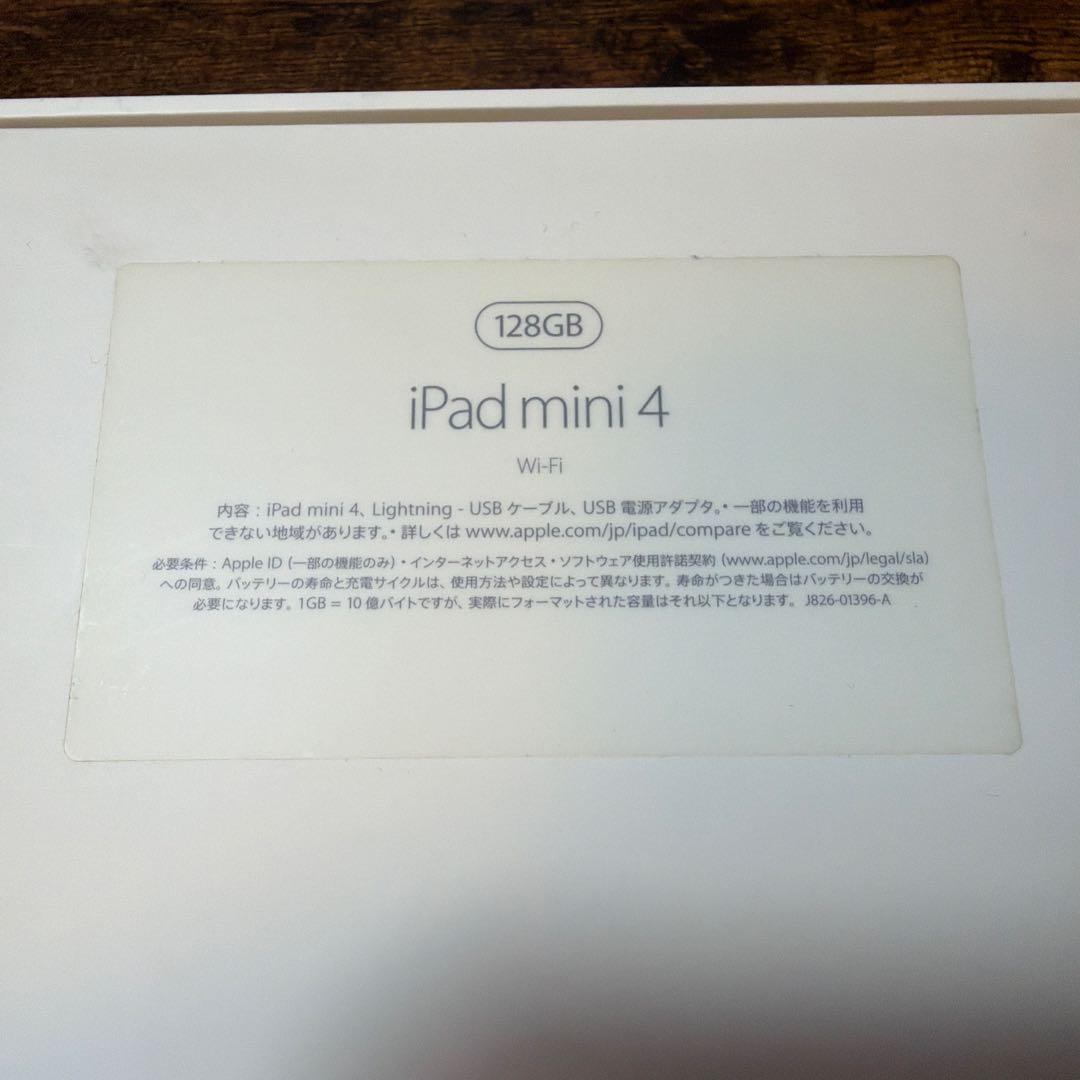 128GB
iPad mini 4
Wi-Fi
内容：iPad mini 4、Lightning - USB ケーブル、USB 電源アダプタ。・一部の機能を利用
できない地域があります。・詳しくは www.apple.com/jp/ipad/compare をご覧ください。
必要条件：Apple ID (一部の機能のみ)・インターネットアクセス・ソフトウェア使用許諾契約 (www.apple.com/jp/legal/sla)
への同意。バッテリーの寿命と充電サイクルは、使用方法や設定によって異なります。寿命がつきた場合はバッテリーの交換が
必要になります。1GB = 10 億バイトですが、実際にフォーマットされた容量はそれ以下となります。 J826-01396-A